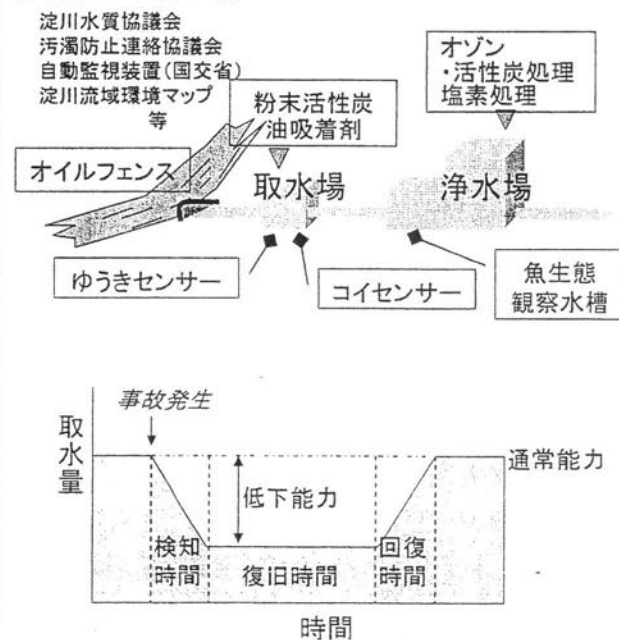 淀川水質協議会
汚濁防止連絡協議会
自動監視装置(国交省)
淀川流域環境マップ
等
粉末活性炭
油吸着剤
オゾン
・活性炭処理
塩素処理
オイルフェンス
取水場
浄水場
ゆうきセンサー
コイセンサー
魚生態
観察水槽
事故発生
取水量
通常能力
低下能力
検知
時間
復旧時間
回復
時間
時間